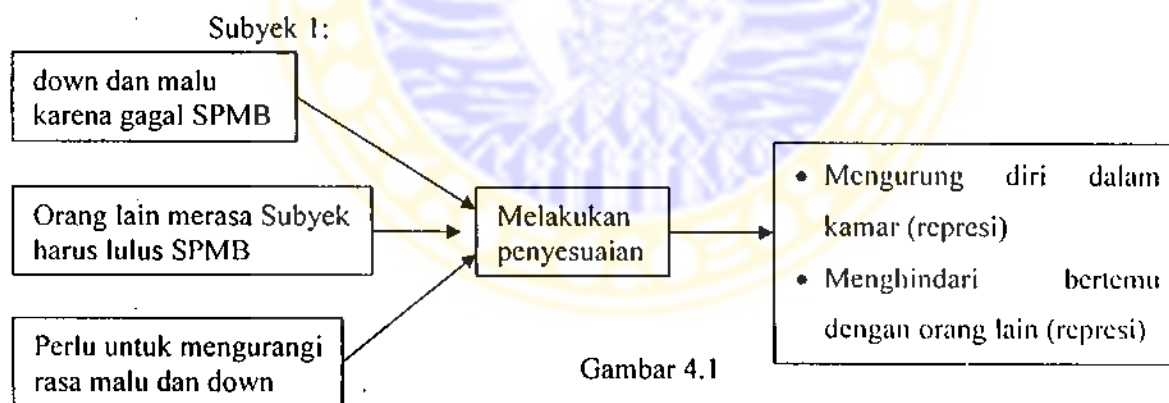 Subyek 1:
down dan malu
karena gagal SPMB
Orang lain merasa Subyek
harus lulus SPMB
Perlu untuk mengurangi
rasa malu dan down
Melakukan
penyesuaian
• Mengurung diri dalam
kamar (represi)
• Menghindari bertemu
dengan orang lain (represi)
Gambar 4.1